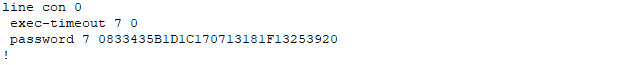 line con 0
 exec-timeout 7 0
 password 7 0833435B1D1C170713181F13253920
!